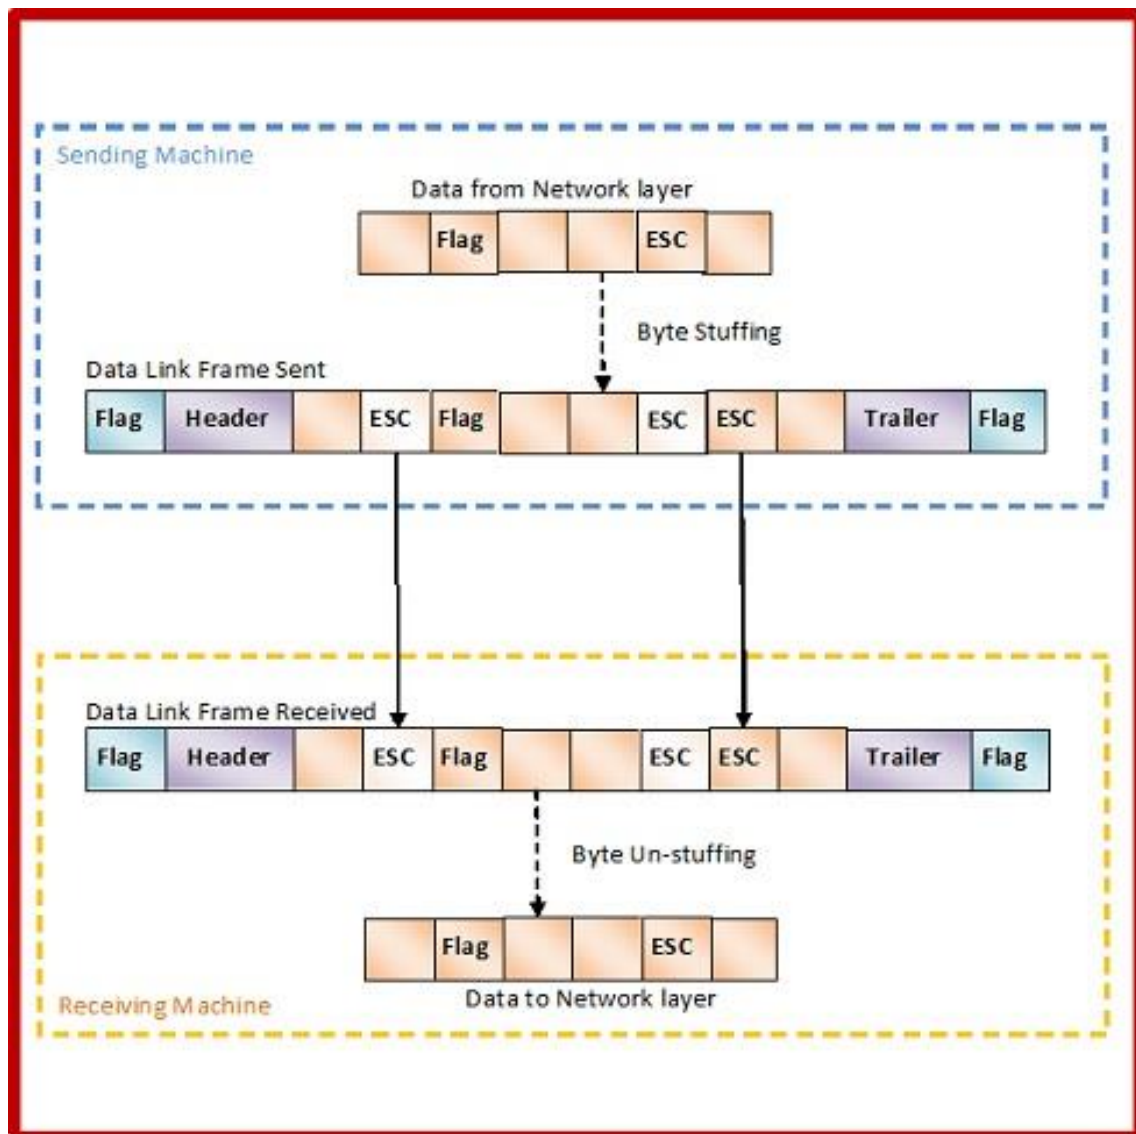 Sending Machine
Data from Network layer
Flag ESC
Byte Stuffing
Data Link Frame Sent
Flag Header ESC Flag ESC ESC Trailer Flag
Data Link Frame Received
Flag Header ESC Flag ESC ESC Trailer Flag
Byte Un-stuffing
Flag ESC
Data to Network layer
Receiving Machine